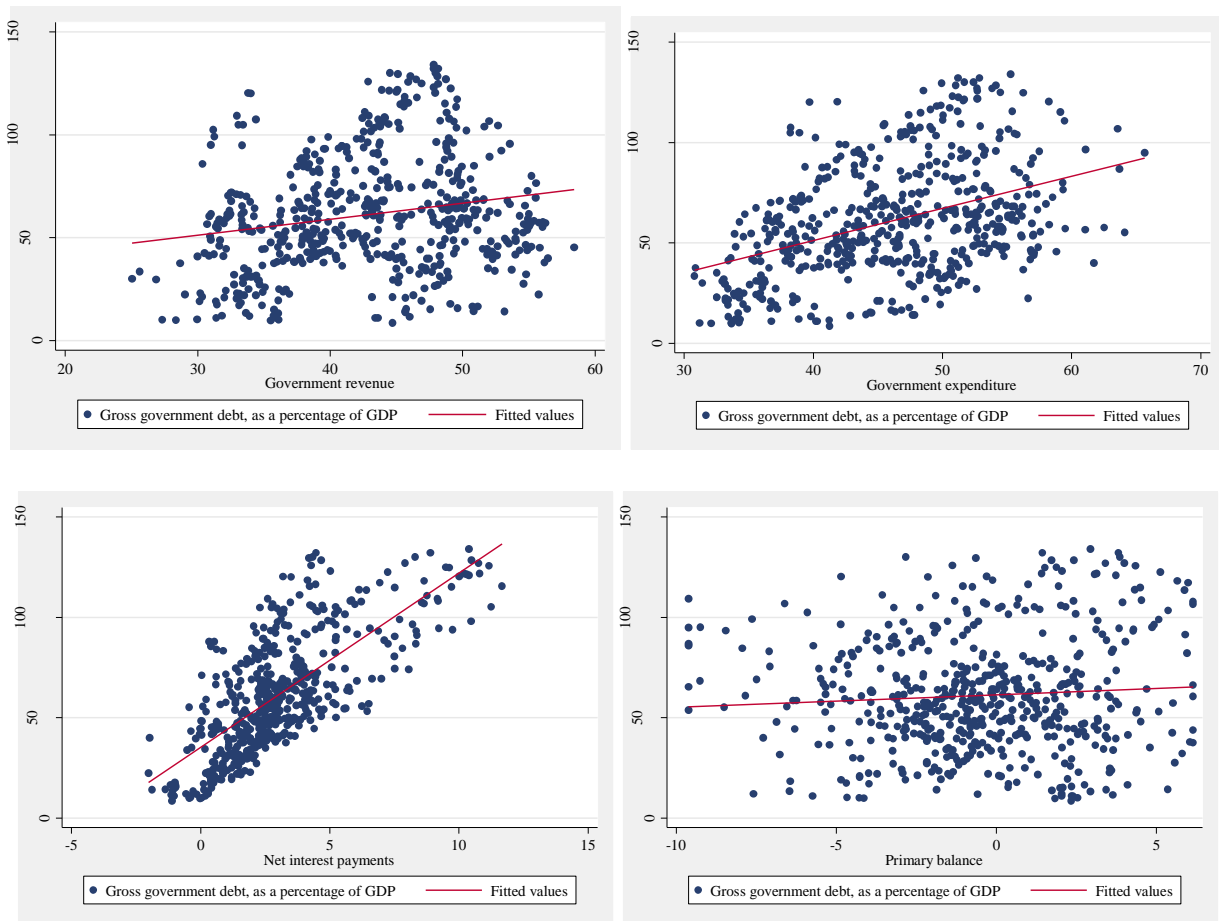 150
100
50
0
20 30 40 50 60
Government revenue
Gross government debt, as a percentage of GDP Fitted values
150
100
50
0
30 40 50 60 70
Government expenditure
Gross government debt, as a percentage of GDP Fitted values
150
100
50
0
-5 0 5 10 15
Net interest payments
Gross government debt, as a percentage of GDP Fitted values
150
100
50
0
-10 -5 0 5
Primary balance
Gross government debt, as a percentage of GDP Fitted values